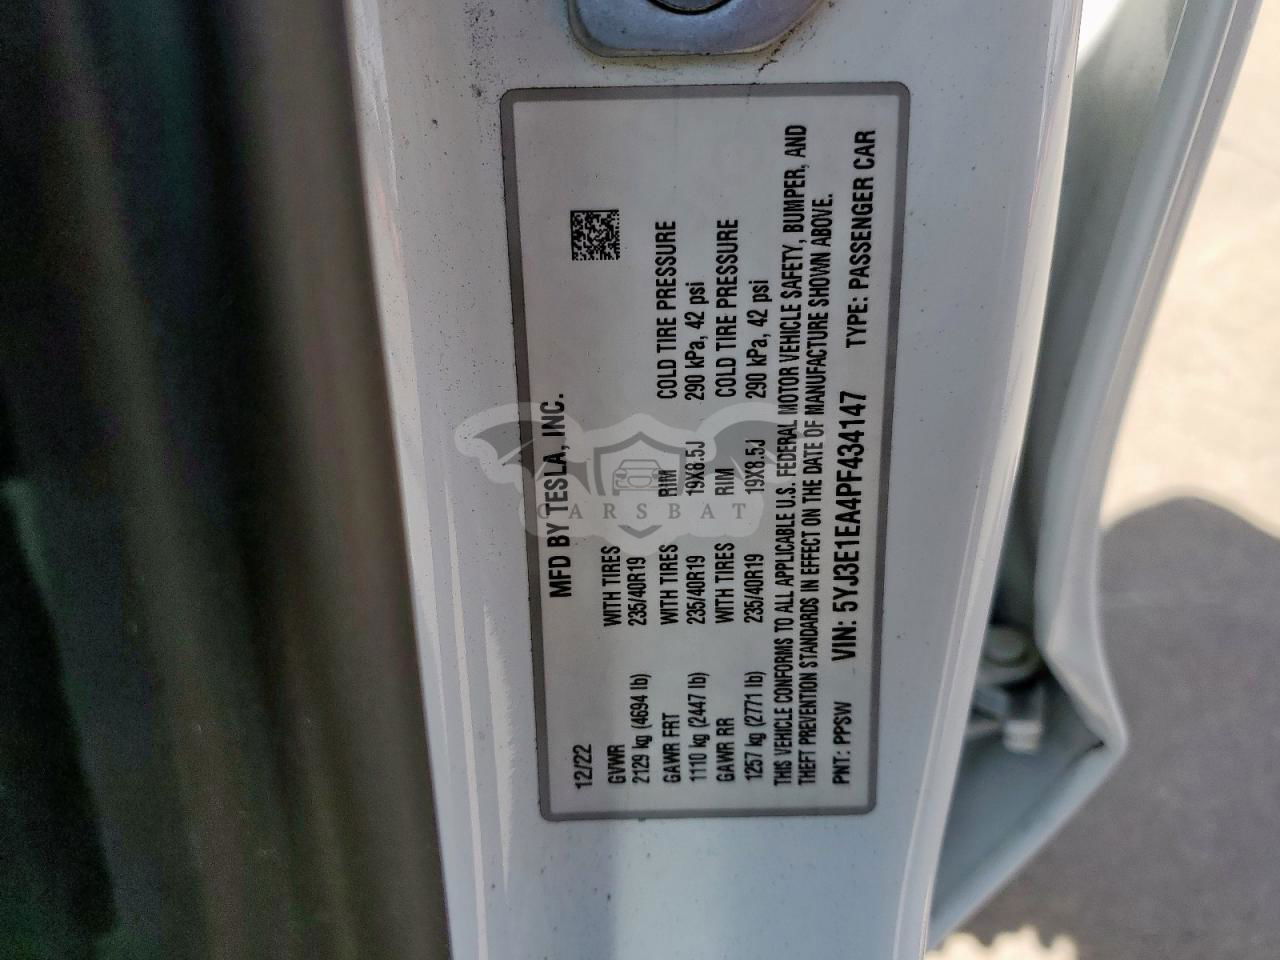 MFD BY TESLA, INC.
12/22
GVWR WITH TIRES
2129 kg (4694 lb) 235/40R19
GAWR FRT WITH TIRES RIM COLD TIRE PRESSURE
1110 kg (2447 lb) 235/40R19 19X8.5J 290 kPa, 42 psi
GAWR RR WITH TIRES RIM COLD TIRE PRESSURE
1257 kg (2771 lb) 235/40R19 19X8.5J 290 kPa, 42 psi
THIS VEHICLE CONFORMS TO ALL APPLICABLE U.S. FEDERAL MOTOR VEHICLE SAFETY, BUMPER, AND
THEFT PREVENTION STANDARDS IN EFFECT ON THE DATE OF MANUFACTURE SHOWN ABOVE.
PNT: PPSW VIN: 5YJ3E1EA4PF434147 TYPE: PASSENGER CAR
CARSBAT